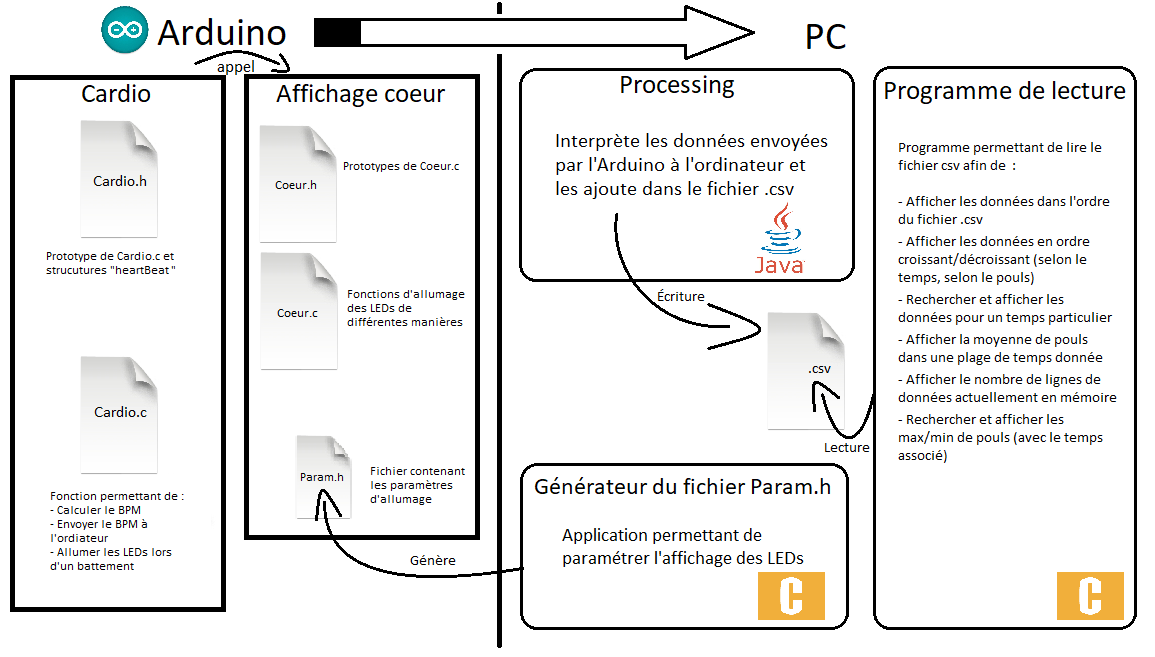 Arduino
PC
appel
Cardio
Cardio.h
Prototype de Cardio.c et
strucutures "heartBeat"
Cardio.c
Fonction permettant de :
- Calculer le BPM
- Envoyer le BPM à
l'ordiateur
- Allumer les LEDs lors
d'un battement
Affichage coeur
Coeur.h
Prototypes de Coeur.c
Coeur.c
Fonctions d'allumage
des LEDs de
différentes manières
Param.h
Fichier contenant
les paramètres
d'allumage
Génère
Processing
Interprète les données envoyées
par l'Arduino à l'ordinateur et
les ajoute dans le fichier .csv
Java
Écriture
.csv
Lecture
Générateur du fichier Param.h
Application permettant de
paramétrer l'affichage des LEDs
C
Programme de lecture
Programme permettant de lire le
fichier csv afin de :
- Afficher les données dans l'ordre
du fichier .csv
- Afficher les données en ordre
croissant/décroissant (selon le
temps, selon le pouls)
- Rechercher et afficher les
données pour un temps particulier
- Afficher la moyenne de pouls
dans une plage de temps donnée
- Afficher le nombre de lignes de
données actuellement en mémoire
- Rechercher et afficher les
max/min de pouls (avec le temps
associé)
C